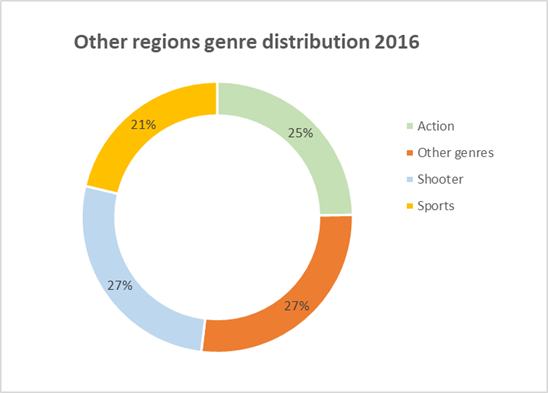 Other regions genre distribution 2016
21%
25%
Action
Other genres
Shooter
Sports
27%
27%